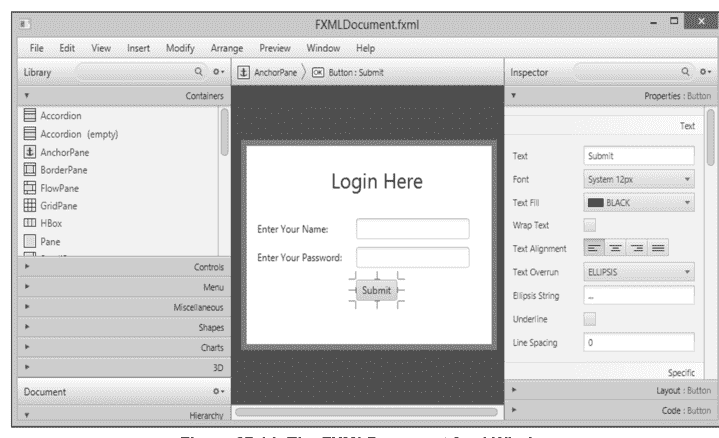 FXMLDocument.fxml
File Edit View Insert Modify Arrange Preview Window Help
Library
AnchorPane
Button : Submit
Inspector
Containers
Accordion
Accordion (empty)
AnchorPane
BorderPane
FlowPane
GridPane
HBox
Pane
Controls
Menu
Miscellaneous
Shapes
Charts
3D
Document
Hierarchy
Login Here
Enter Your Name:
Enter Your Password:
Submit
Properties : Button
Text
Text Submit
Font System 12px
Text Fill BLACK
Wrap Text
Text Alignment
Text Overrun ELLIPSIS
Ellipsis String ...
Underline
Line Spacing 0
Specific
Layout : Button
Code : Button